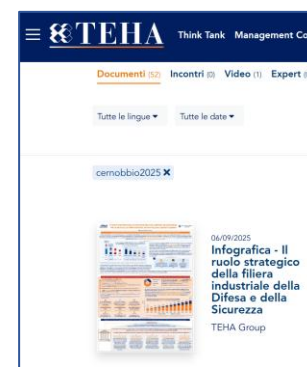 TEHA Think Tank Management Co
Documenti (52) Incontri (0) Video (1) Expert
Tutte le lingue Tutte le date
cernobbio2025 ×
06/09/2025
Infografica - Il
ruolo strategico
della filiera
industriale della
Difesa e della
Sicurezza
TEHA Group